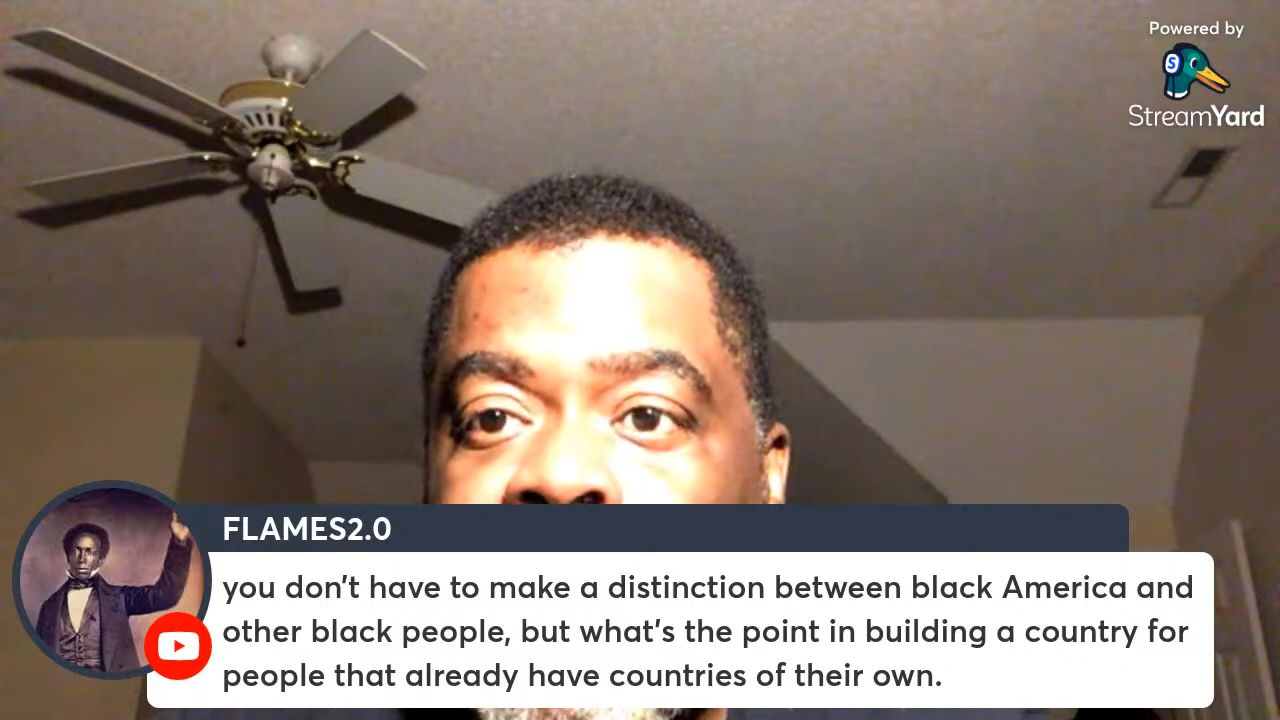 Powered by
StreamYard
FLAMES2.0
you don't have to make a distinction between black America and
other black people, but what's the point in building a country for
people that already have countries of their own.